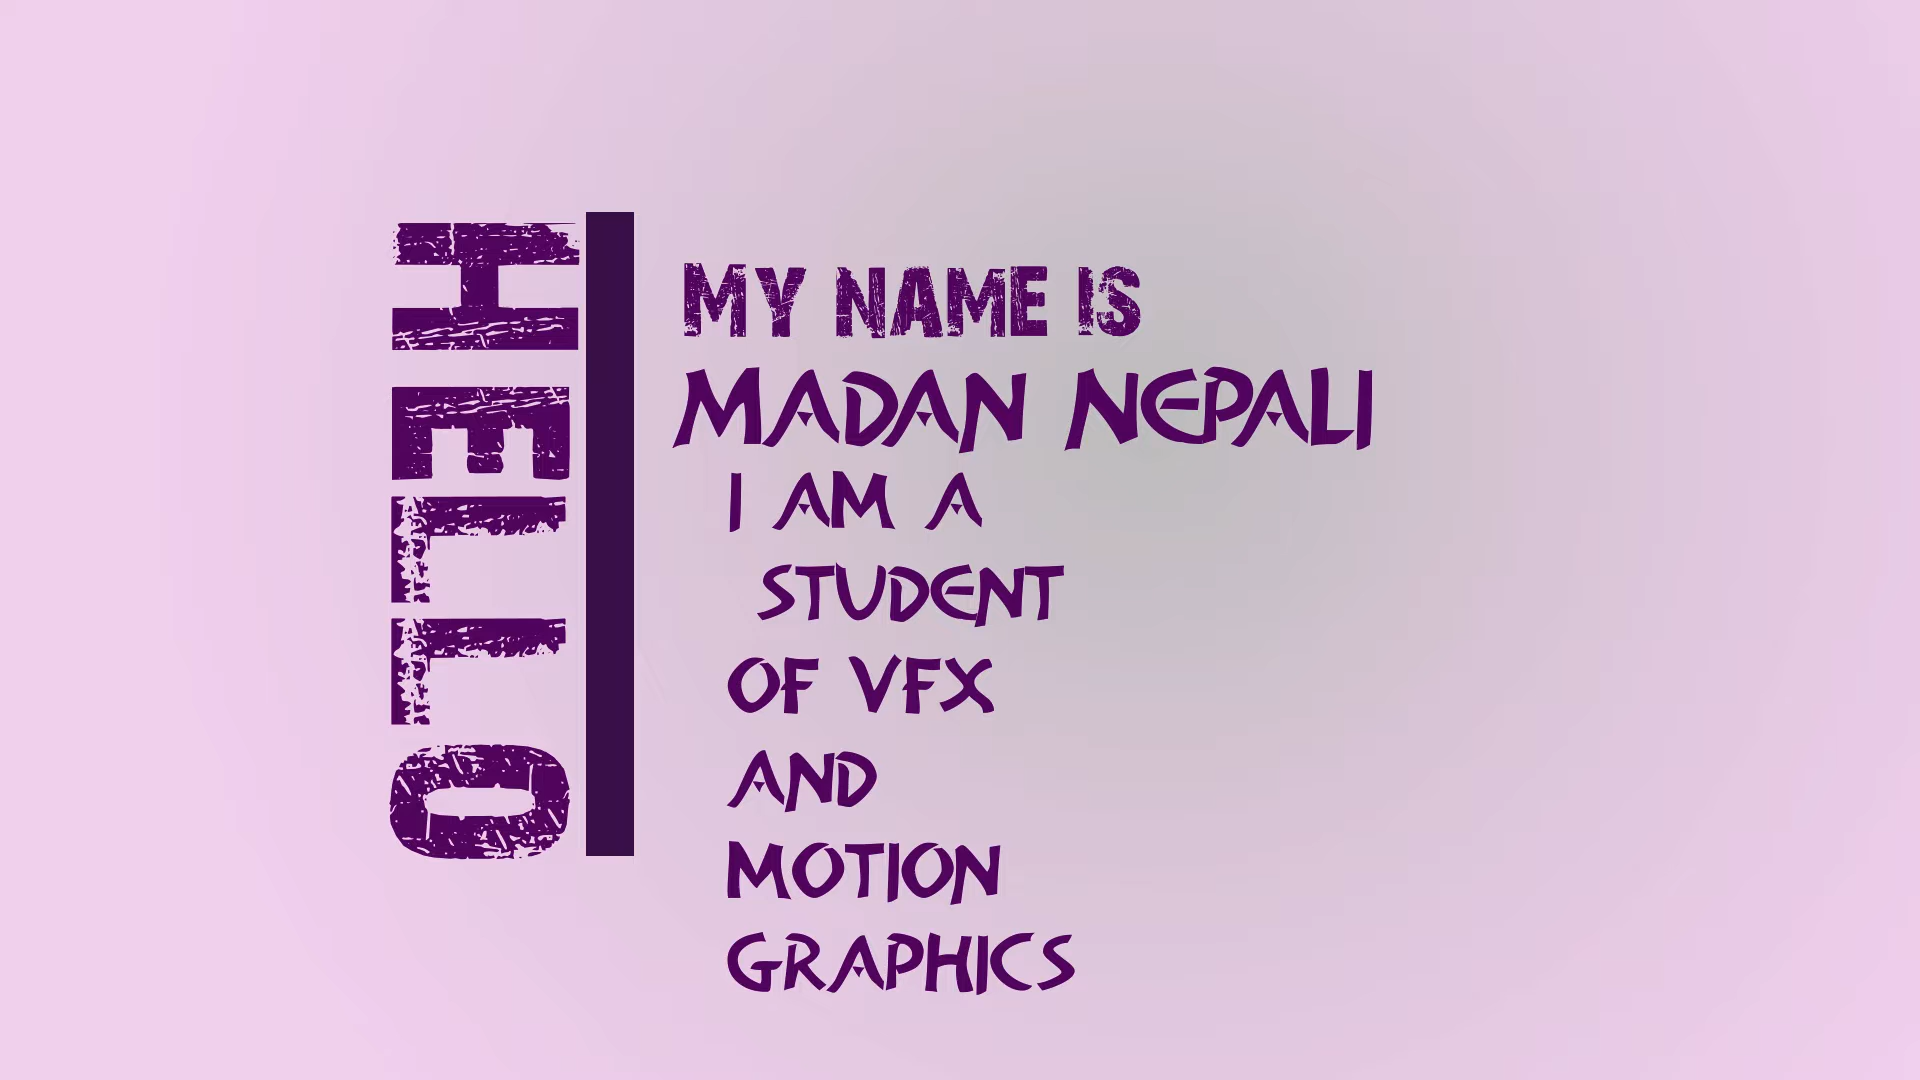 HELLO
MY NAME IS
MADAN NEPALI
I AM A
STUDENT
OF VFX
AND
MOTION
GRAPHICS